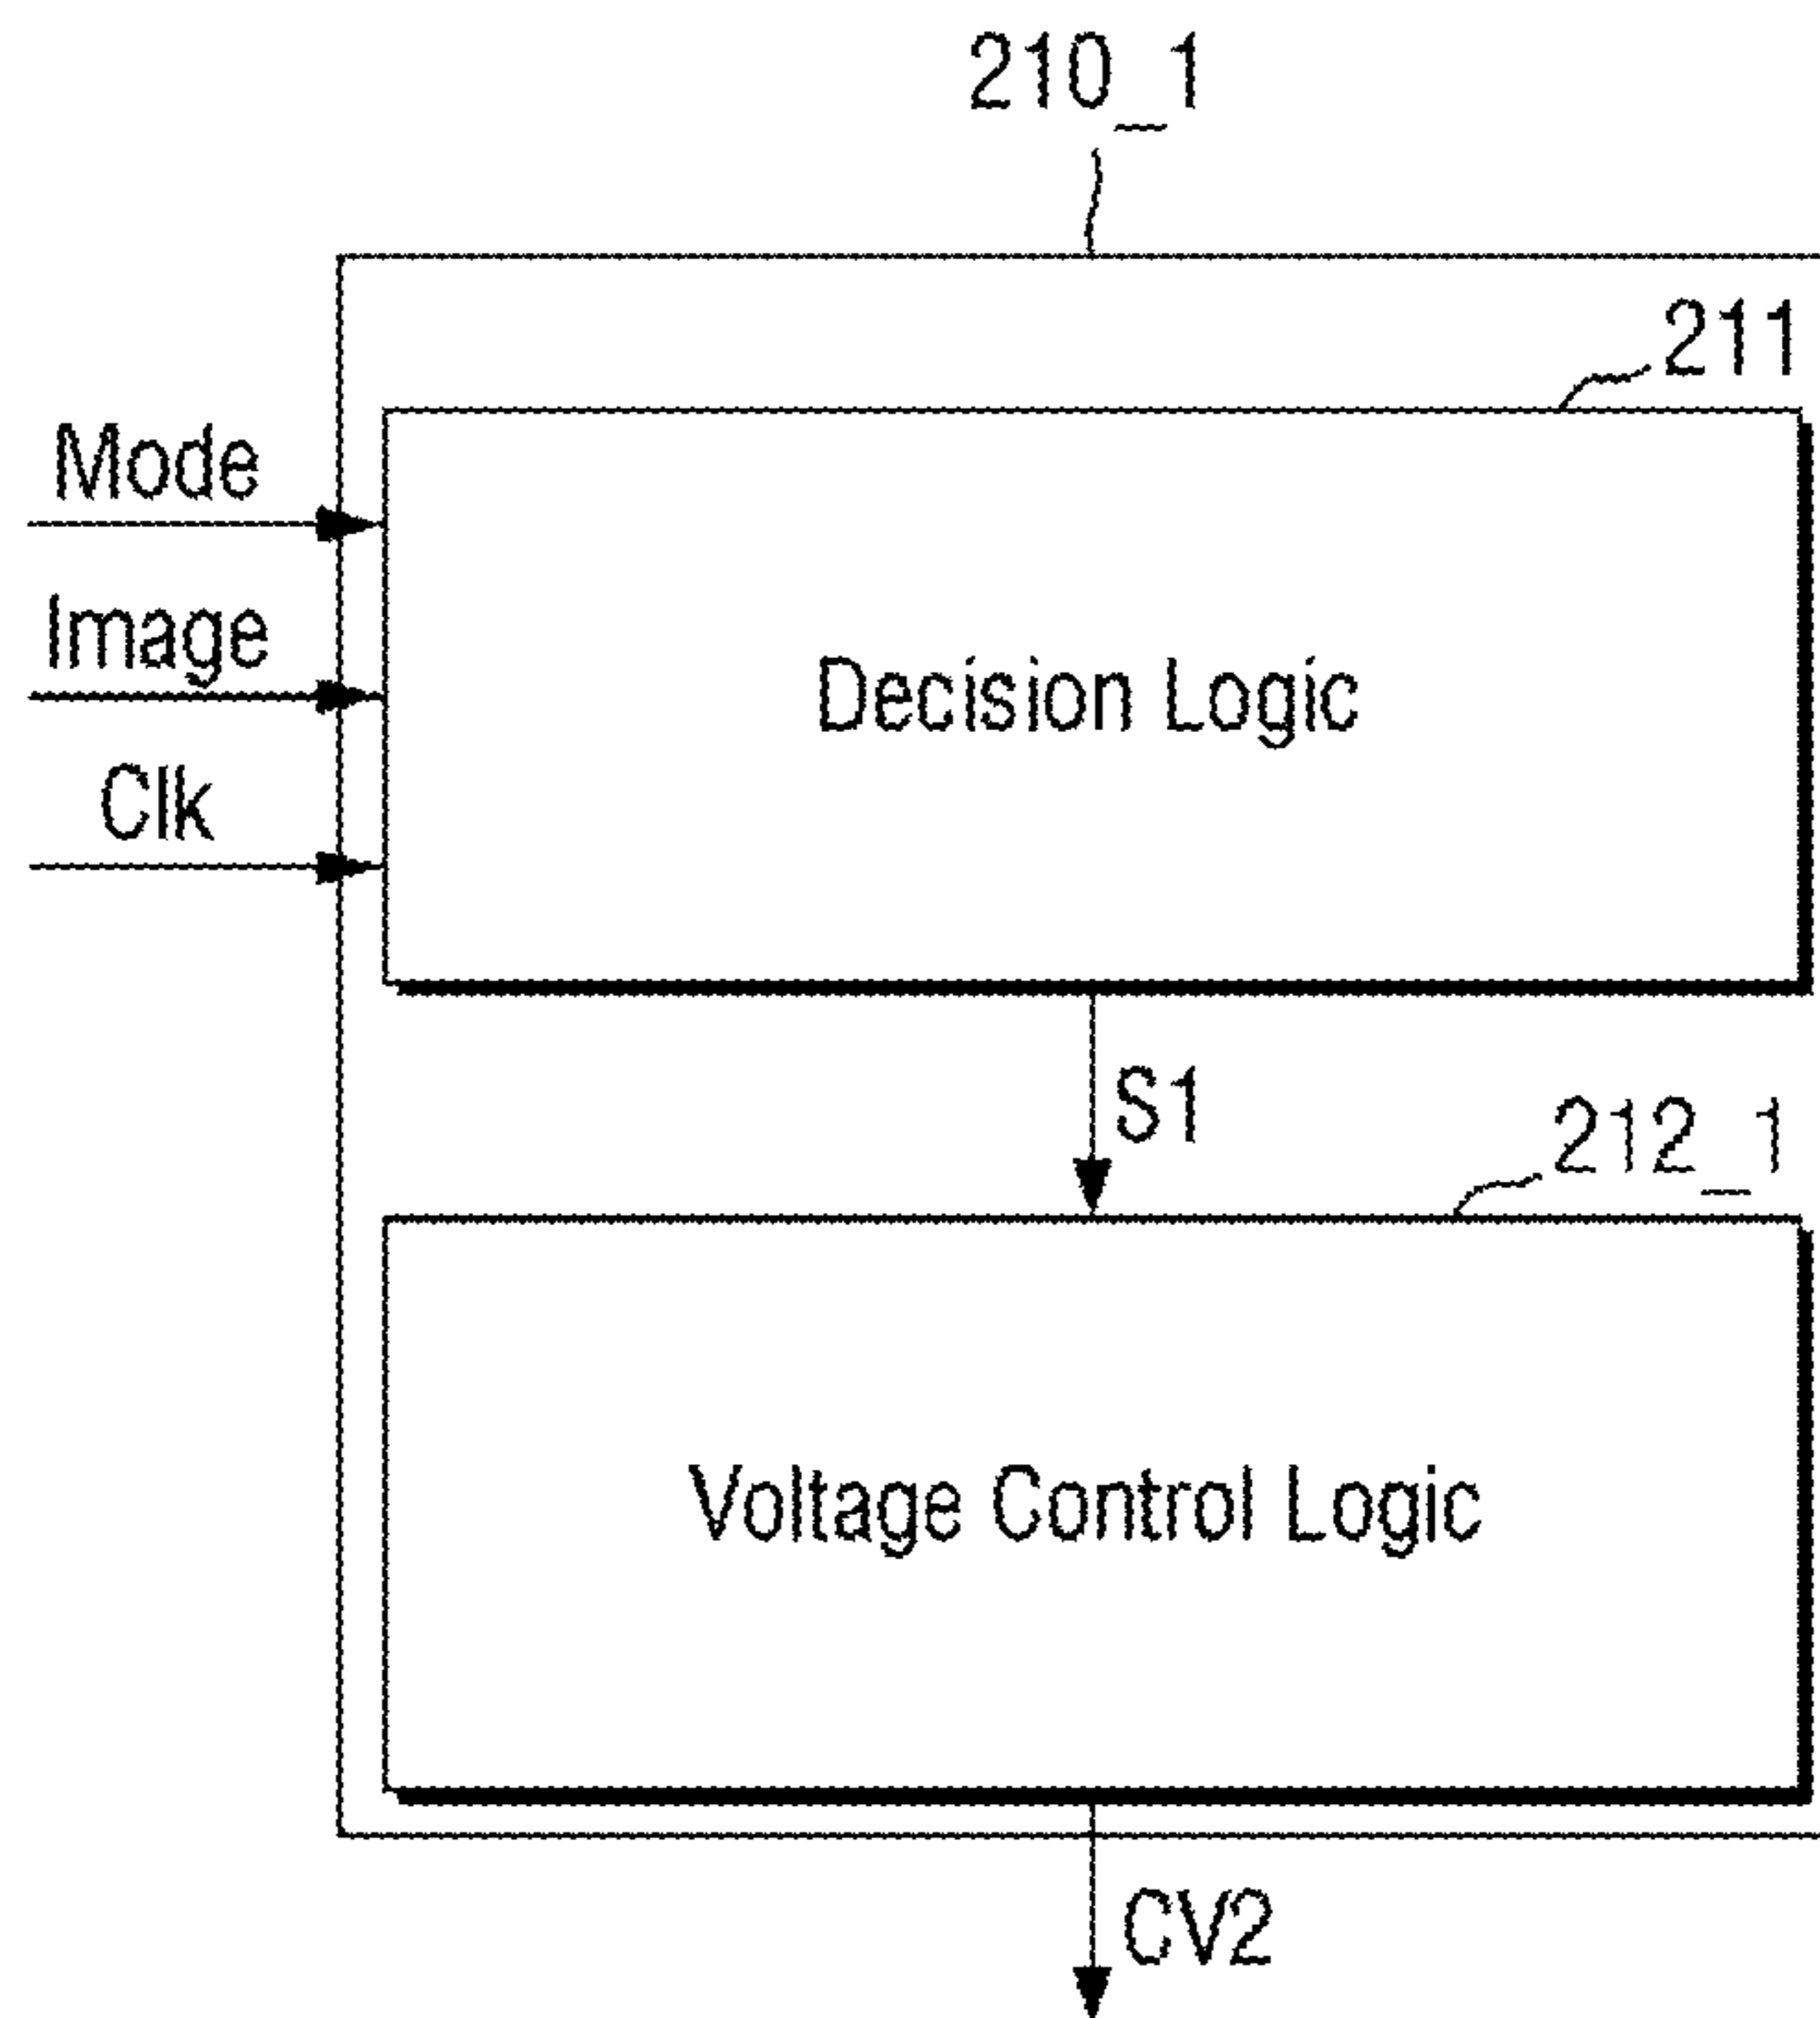 210_1
211
Mode
Image
Clk
Decision Logic
S1
212_1
Voltage Control Logic
CV2